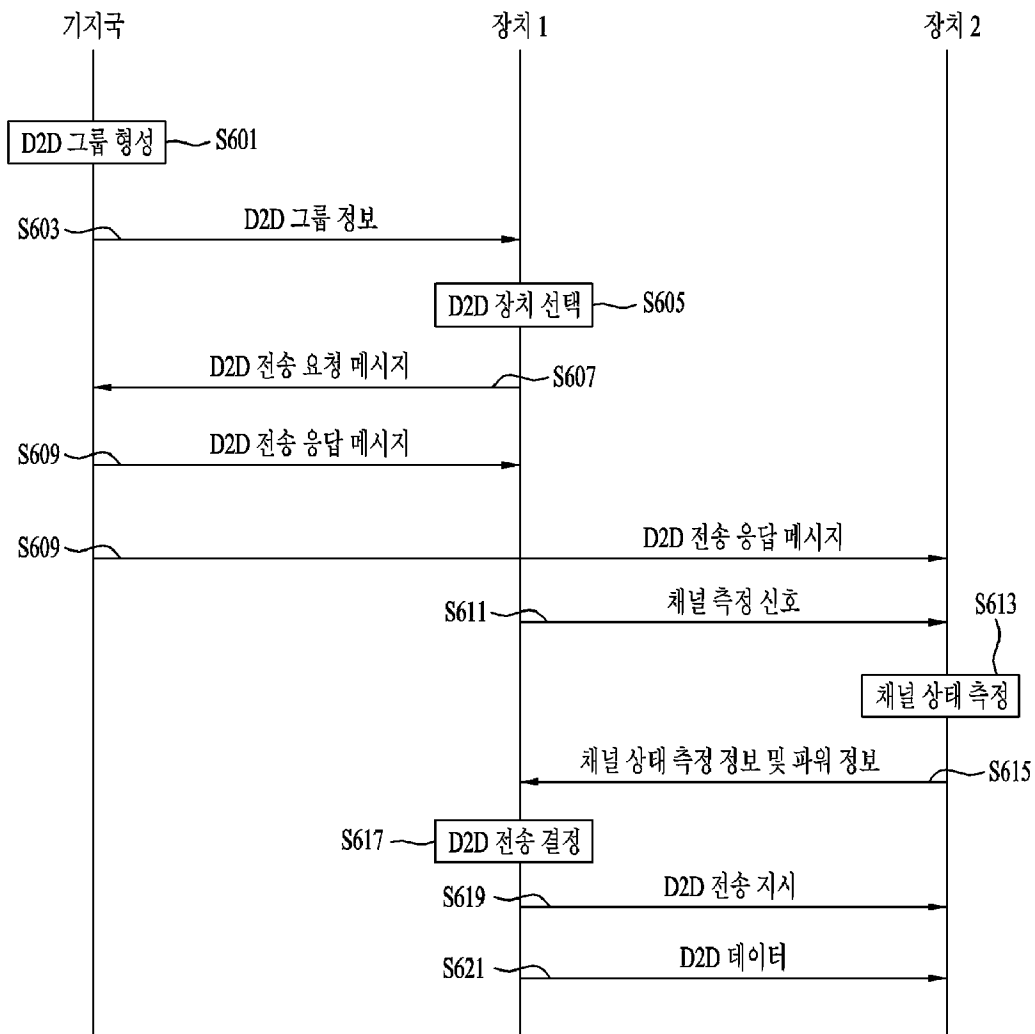 기지국
장치 1
장치 2
D2D 그룹 형성
S601
D2D 그룹 정보
S603
D2D 장치 선택
S605
D2D 전송 요청 메시지
S607
D2D 전송 응답 메시지
S609
D2D 전송 응답 메시지
S609
채널 측정 신호
S611
S613
채널 상태 측정
채널 상태 측정 정보 및 파워 정보
S615
S617
D2D 전송 결정
D2D 전송 지시
S619
D2D 데이터
S621